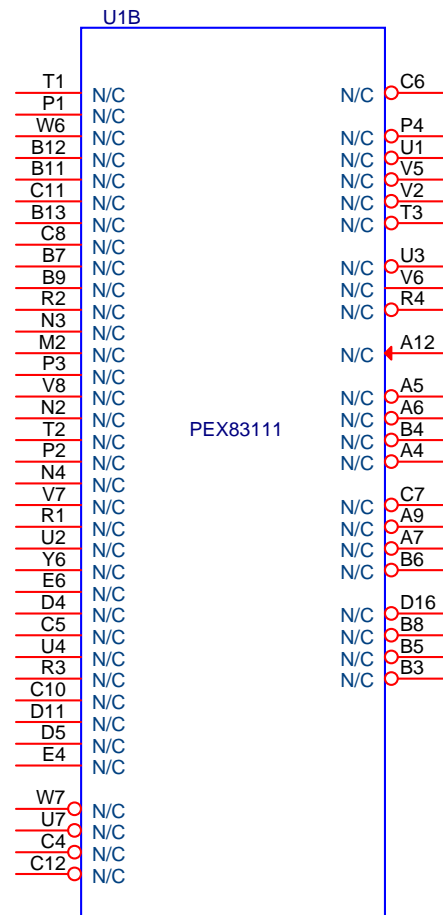 U1B
T1 N/C N/C C6
P1 N/C
W6 N/C N/C P4
B12 N/C N/C U1
B11 N/C N/C V5
C11 N/C N/C V2
B13 N/C N/C T3
C8 N/C
B7 N/C N/C U3
B9 N/C N/C V6
R2 N/C N/C R4
N3 N/C
M2 N/C N/C A12
P3 N/C
V8 N/C N/C A5
N2 N/C N/C A6
T2 N/C PEX83111 N/C B4
P2 N/C N/C A4
N4 N/C
V7 N/C N/C C7
R1 N/C N/C A9
U2 N/C N/C A7
Y6 N/C N/C B6
E6 N/C
D4 N/C N/C D16
C5 N/C N/C B8
U4 N/C N/C B5
R3 N/C N/C B3
C10 N/C
D11 N/C
D5 N/C
E4 N/C
W7 N/C
U7 N/C
C4 N/C
C12 N/C